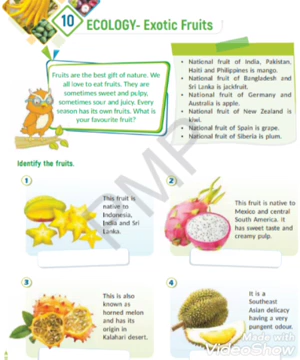 10 ECOLOGY- Exotic Fruits
Fruits are the best gift of nature. We
all love to eat fruits. They are
sometimes sweet and pulpy,
sometimes sour and juicy. Every
season has its own fruits. What is
your favourite fruit?
• National fruit of India, Pakistan,
Haiti and Philippines is mango.
• National fruit of Bangladesh and
Sri Lanka is jackfruit.
• National fruit of Germany and
Australia is apple.
• National fruit of New Zealand is
kiwi.
• National fruit of Spain is grape.
• National fruit of Siberia is plum.
Identify the fruits.
1
This fruit is
native to
Indonesia,
India and Sri
Lanka.
2
This fruit is native to
Mexico and central
South America. It
has sweet taste and
creamy pulp.
3
This is also
known as
horned melon
and has its
origin in
Kalahari desert.
4
It is a
Southeast
Asian delicacy
having a very
pungent odour.
Made with
VideoShow